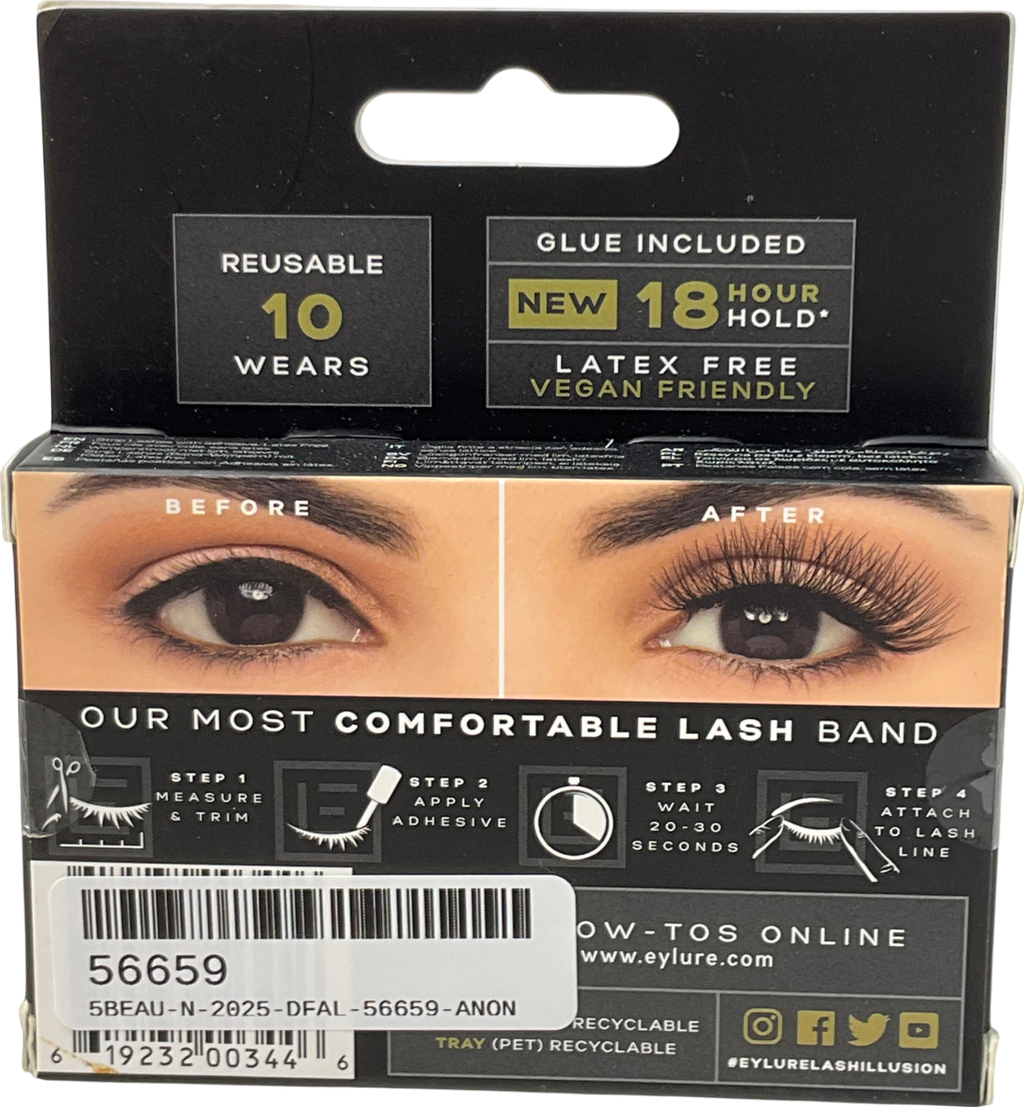 REUSABLE
10
WEARS
GLUE INCLUDED
NEW 18 HOUR
HOLD*
LATEX FREE
VEGAN FRIENDLY
BEFORE
AFTER
OUR MOST COMFORTABLE LASH BAND
STEP 1
MEASURE
& TRIM
STEP 2
APPLY
ADHESIVE
STEP 3
WAIT
20-30
SECONDS
STEP 4
ATTACH
TO LASH
LINE
56659
5BEAU-N-2025-DFAL-56659-ANON
6 19232 00344 6
OW-TOS ONLINE
www.eylure.com
RECYCLABLE
TRAY (PET) RECYCLABLE
#EYLURELASHILLUSION